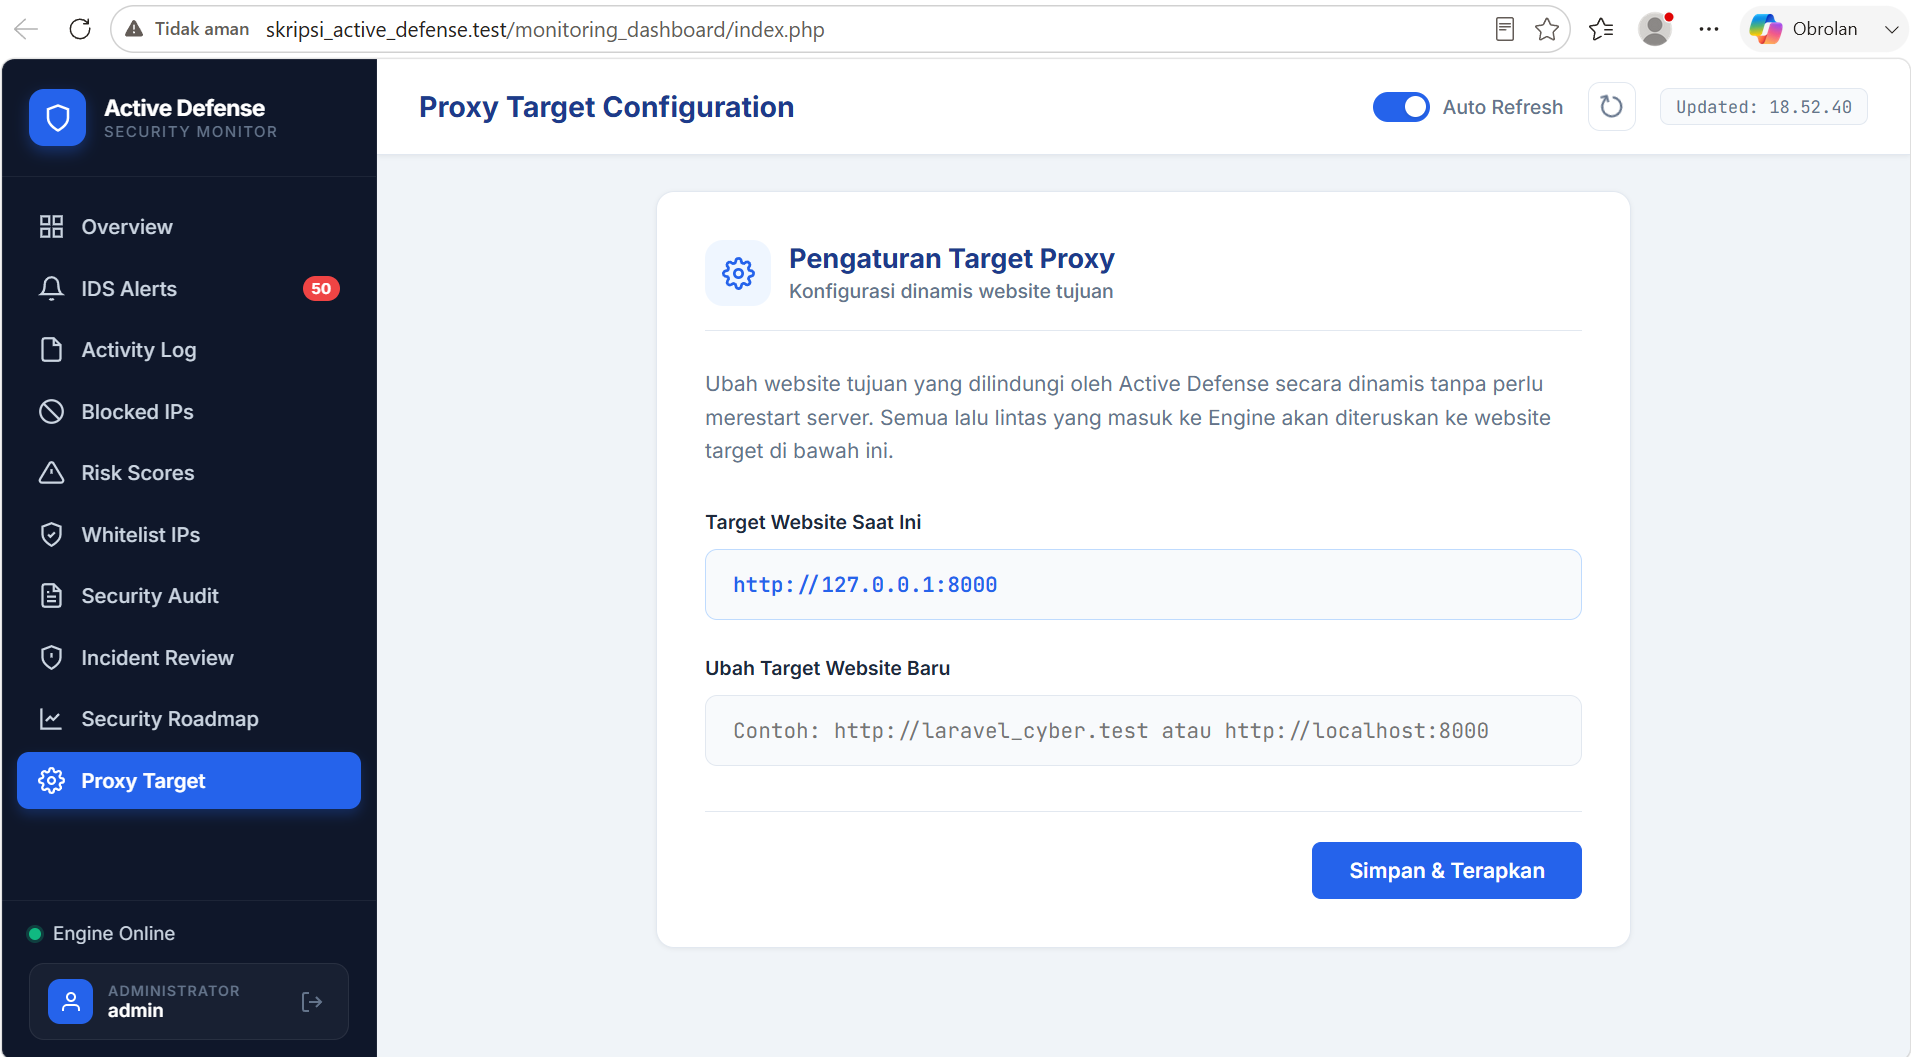 Tidak aman
skripsi_active_defense.test/monitoring_dashboard/index.php
Obrolan
Active Defense
SECURITY MONITOR
Overview
IDS Alerts
50
Activity Log
Blocked IPs
Risk Scores
Whitelist IPs
Security Audit
Incident Review
Security Roadmap
Proxy Target
Engine Online
ADMINISTRATOR
admin
Proxy Target Configuration
Auto Refresh
Updated: 18.52.40
Pengaturan Target Proxy
Konfigurasi dinamis website tujuan
Ubah website tujuan yang dilindungi oleh Active Defense secara dinamis tanpa perlu
merestart server. Semua lalu lintas yang masuk ke Engine akan diteruskan ke website
target di bawah ini.
Target Website Saat Ini
http://127.0.0.1:8000
Ubah Target Website Baru
Contoh: http://laravel_cyber.test atau http://localhost:8000
Simpan & Terapkan